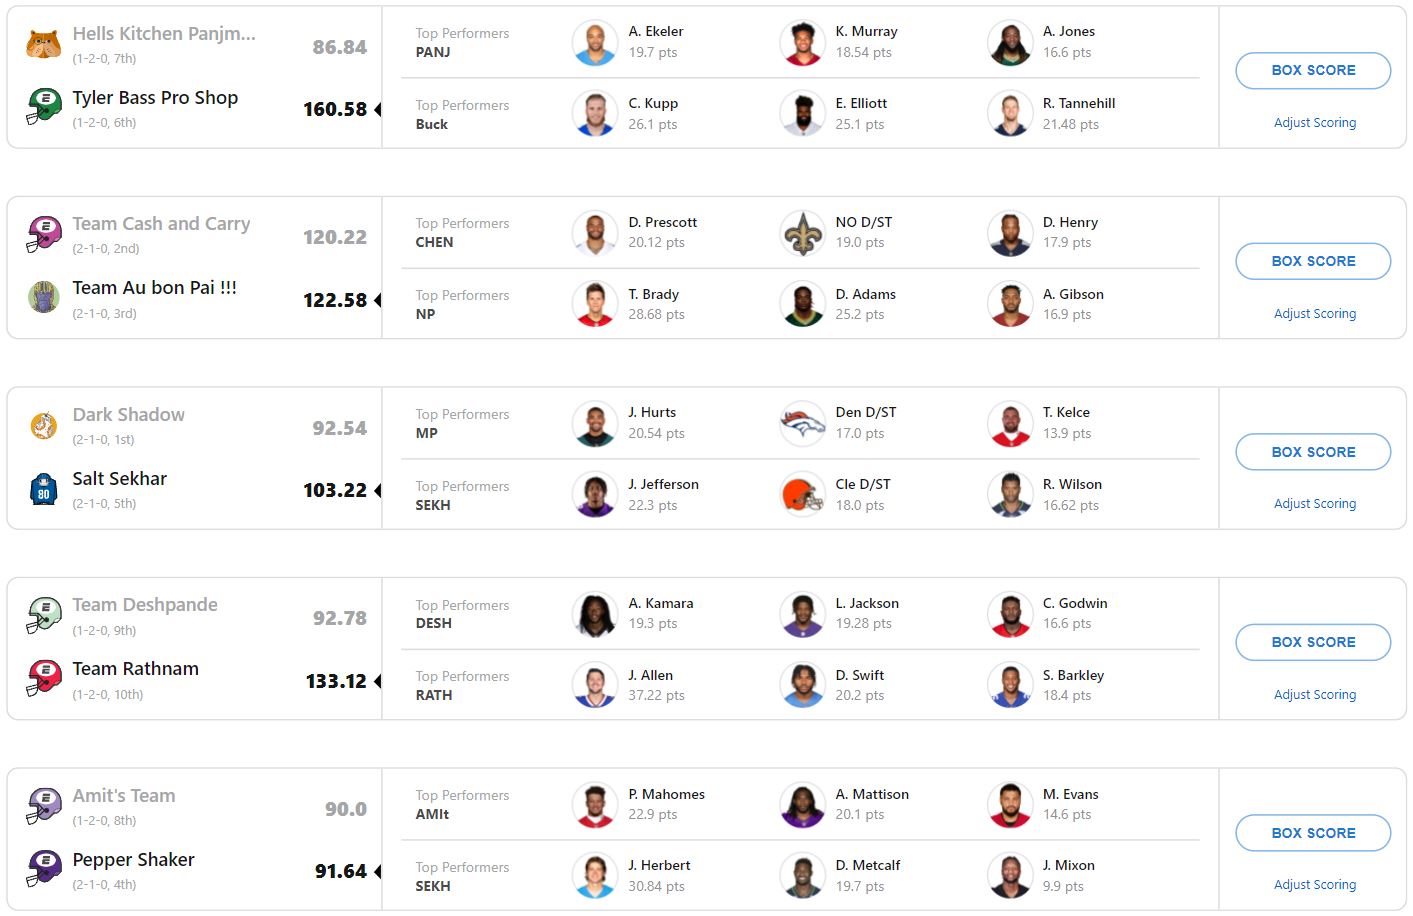 Hells Kitchen Panjm...
(1-2-0, 7th)
86.84
Tyler Bass Pro Shop
(1-2-0, 6th)
160.58
Top Performers
PANJ
A. Ekeler
19.7 pts
K. Murray
18.54 pts
A. Jones
16.6 pts
Top Performers
Buck
C. Kupp
26.1 pts
E. Elliott
25.1 pts
R. Tannehill
21.48 pts
BOX SCORE
Adjust Scoring
Team Cash and Carry
(2-1-0, 2nd)
120.22
Team Au bon Pai !!!
(2-1-0, 3rd)
122.58
Top Performers
CHEN
D. Prescott
20.12 pts
NO D/ST
19.0 pts
D. Henry
17.9 pts
Top Performers
NP
T. Brady
28.68 pts
D. Adams
25.2 pts
A. Gibson
16.9 pts
BOX SCORE
Adjust Scoring
Dark Shadow
(2-1-0, 1st)
92.54
80
Salt Sekhar
(2-1-0, 5th)
103.22
Top Performers
MP
J. Hurts
20.54 pts
Den D/ST
17.0 pts
T. Kelce
13.9 pts
Top Performers
SEKH
J. Jefferson
22.3 pts
Cle D/ST
18.0 pts
R. Wilson
16.62 pts
BOX SCORE
Adjust Scoring
Team Deshpande
(1-2-0, 9th)
92.78
Team Rathnam
(1-2-0, 10th)
133.12
Top Performers
DESH
A. Kamara
19.3 pts
L. Jackson
19.28 pts
C. Godwin
16.6 pts
Top Performers
RATH
J. Allen
37.22 pts
D. Swift
20.2 pts
S. Barkley
18.4 pts
BOX SCORE
Adjust Scoring
Amit's Team
(1-2-0, 8th)
90.0
Pepper Shaker
(2-1-0, 4th)
91.64
Top Performers
AMIt
P. Mahomes
22.9 pts
A. Mattison
20.1 pts
M. Evans
14.6 pts
Top Performers
SEKH
J. Herbert
30.84 pts
D. Metcalf
19.7 pts
J. Mixon
9.9 pts
BOX SCORE
Adjust Scoring